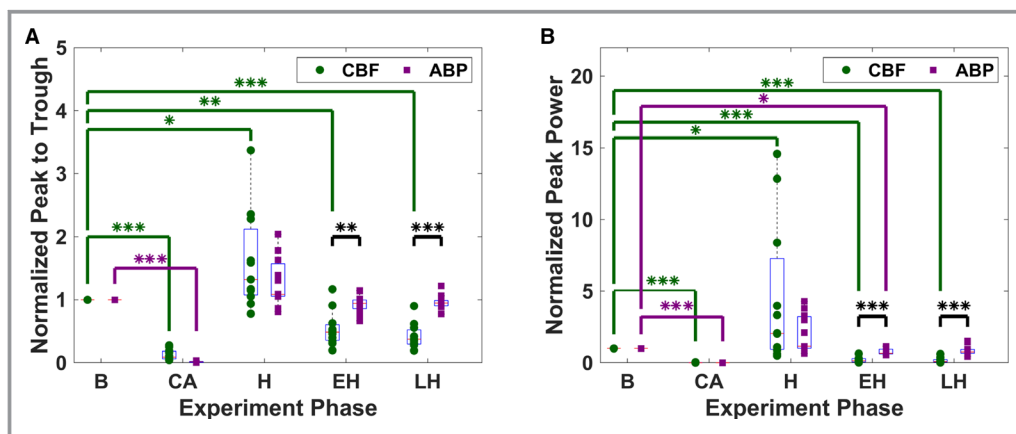 A
Normalized Peak to Trough
5
4
3
2
1
0
CBF ABP
***
**
*
***
***
**
***
B CA H EH LH
Experiment Phase
B
Normalized Peak Power
20
15
10
5
0
CBF ABP
***
*
***
*
***
***
***
***
B CA H EH LH
Experiment Phase